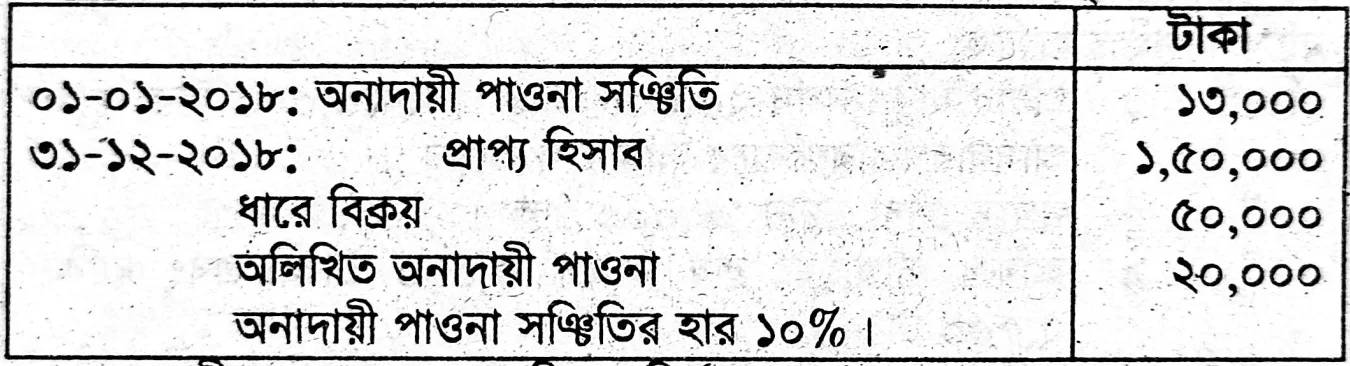 টাকা
০১-০১-২০১৮: অনাদায়ী পাওনা সঞ্চিতি ১৩,০০০
৩১-১২-২০১৮: প্রাপ্য হিসাব ১,৫০,০০০
ধারে বিক্রয় ৫০,০০০
অলিখিত অনাদায়ী পাওনা ২০,০০০
অনাদায়ী পাওনা সঞ্চিতির হার ১০%।